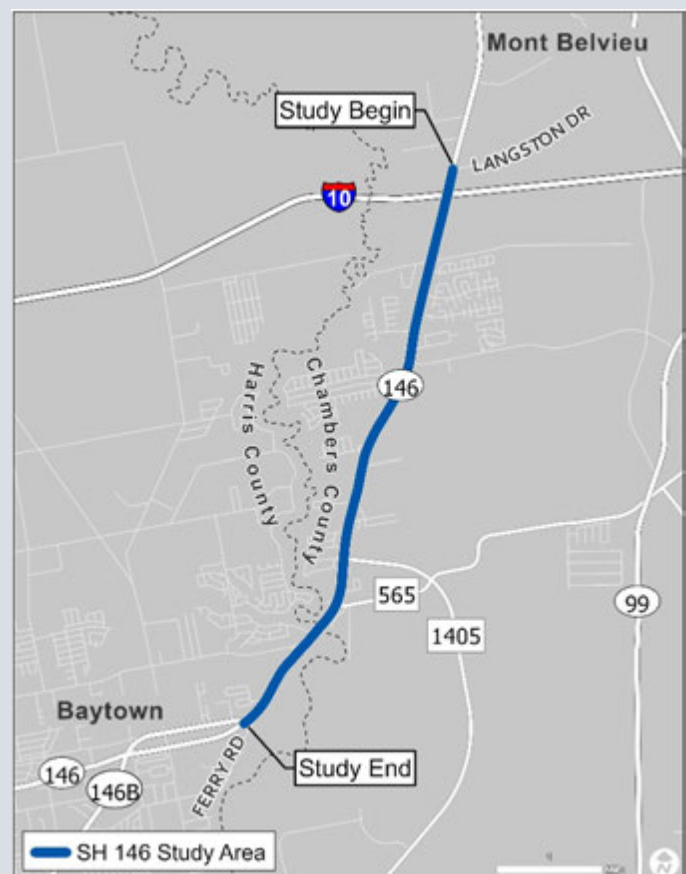 Mont Belvieu
Study Begin
LANGSTON DR
10
146
Harris County
Chambers County
565
1405
99
Baytown
Study End
FERRY RD
146
146B
SH 146 Study Area